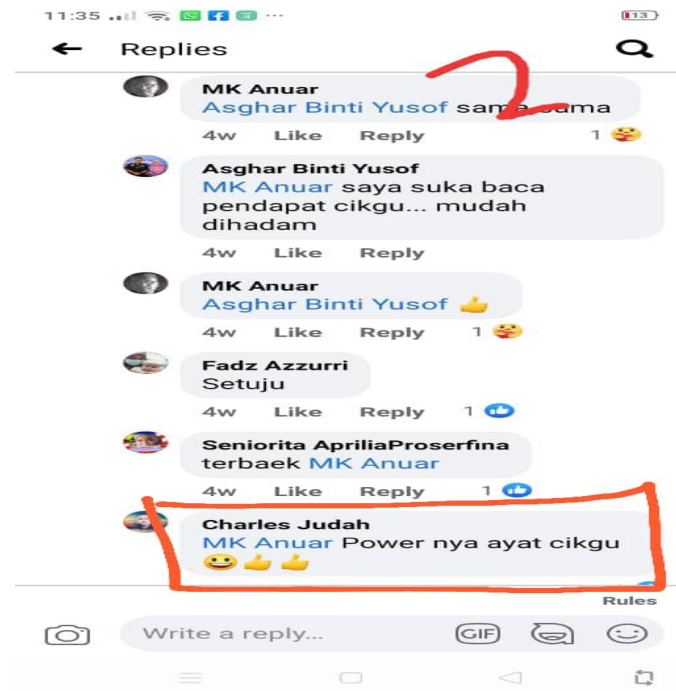 11:35
13
Replies
2
MK Anuar
Asghar Binti Yusof sama sama
4w Like Reply 1
Asghar Binti Yusof
MK Anuar saya suka baca
pendapat cikgu... mudah
dihadam
4w Like Reply
MK Anuar
Asghar Binti Yusof 👍
4w Like Reply 1
Fadz Azzurri
Setuju
4w Like Reply 1
Seniorita ApriliaProserfina
terbaek MK Anuar
4w Like Reply 1
Charles Judah
MK Anuar Power nya ayat cikgu
😀👍👍
Rules
Write a reply...
GIF